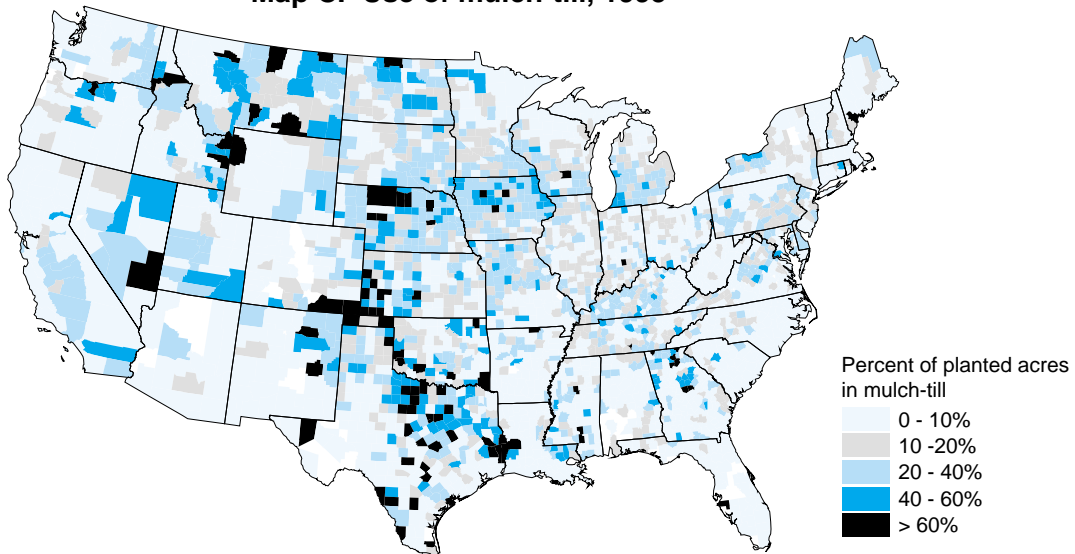 Percent of planted acres
in mulch-till
0 - 10%
10 -20%
20 - 40%
40 - 60%
> 60%